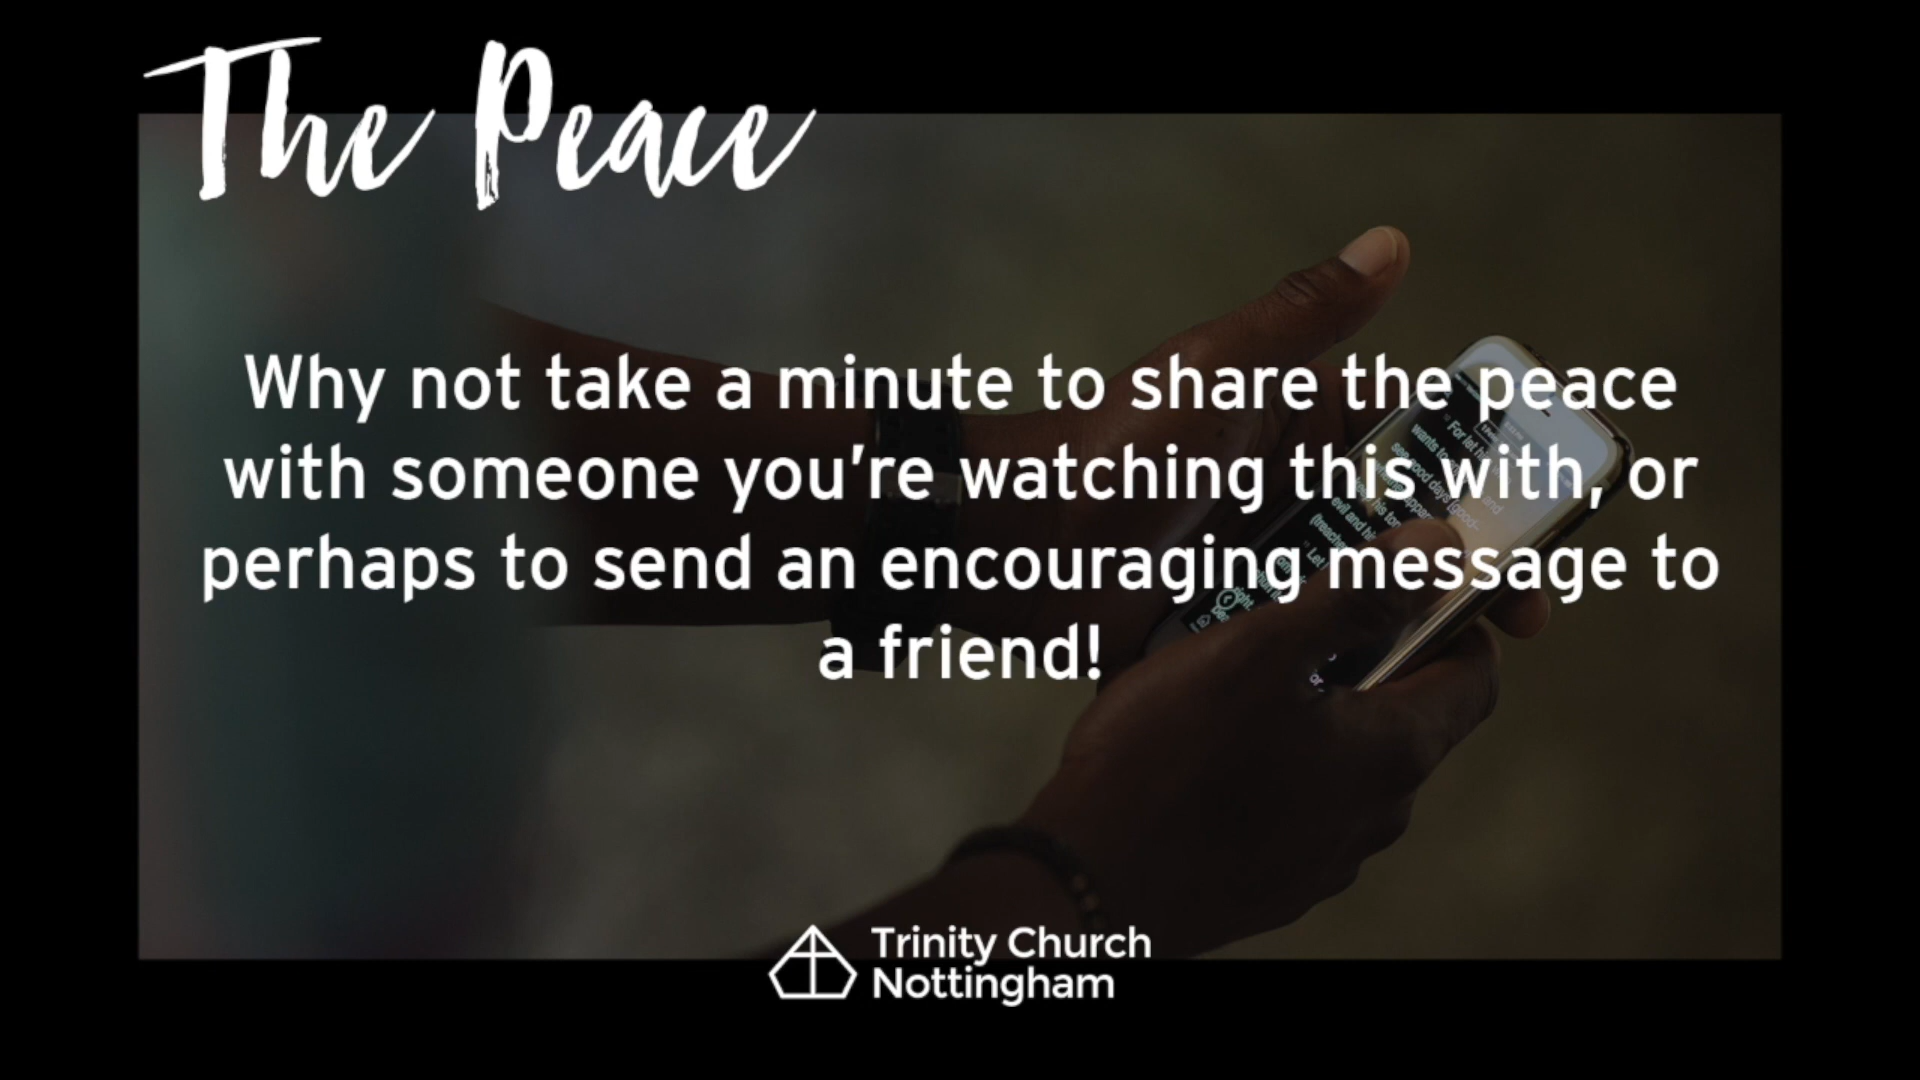 The Peace
Why not take a minute to share the peace
with someone you're watching this with, or
perhaps to send an encouraging message to
a friend!
Trinity Church
Nottingham